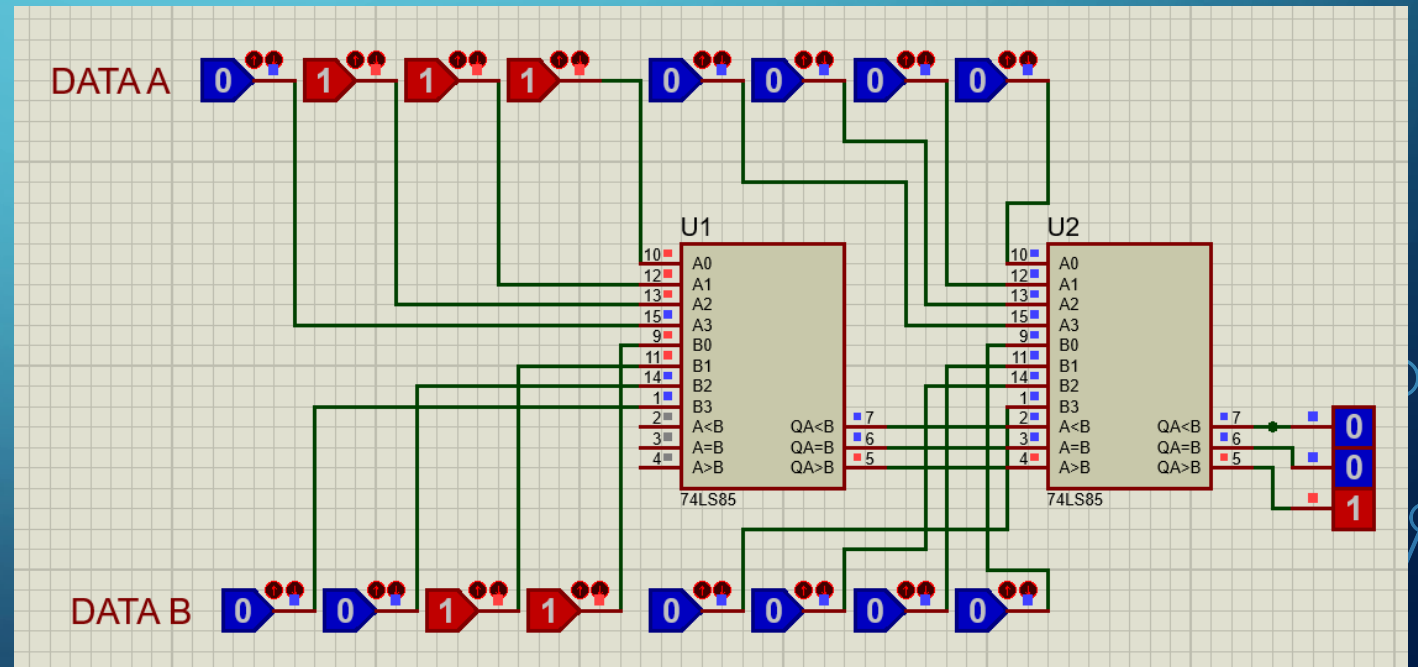 DATA A 0 1 1 1 0 0 0 0
U1 U2
10 A0 10 A0
12 A1 12 A1
13 A2 13 A2
15 A3 15 A3
9 B0 9 B0
11 B1 11 B1
14 B2 14 B2
1 B3 1 B3
2 A<B QA<B 7 2 A<B QA<B 7 0
3 A=B QA=B 6 3 A=B QA=B 6 0
4 A>B QA>B 5 4 A>B QA>B 5 1
74LS85 74LS85
DATA B 0 0 1 1 0 0 0 0